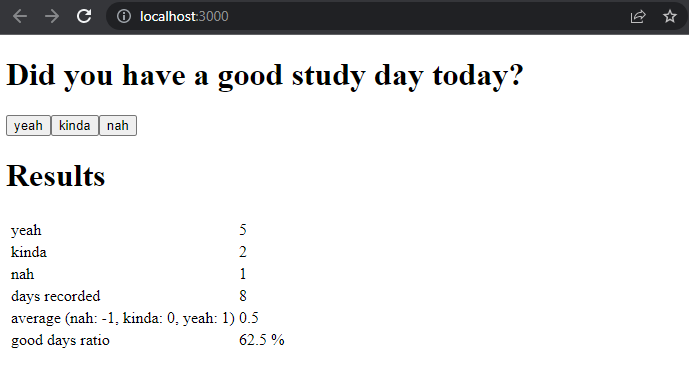 localhost:3000
Did you have a good study day today?
yeah kinda nah
Results
yeah 5
kinda 2
nah 1
days recorded 8
average (nah: -1, kinda: 0, yeah: 1) 0.5
good days ratio 62.5 %